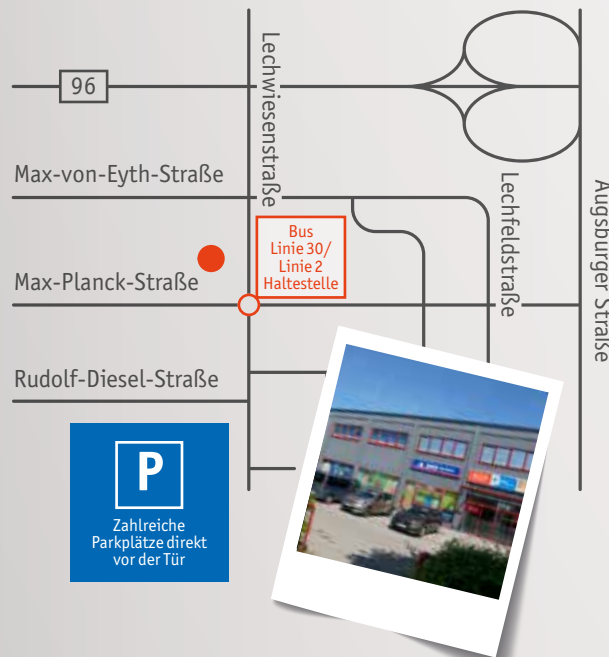 96
Lechwiesenstraße
Max-von-Eyth-Straße
Lechfeldstraße
Augsburger Straße
Bus
Linie 30/
Linie 2
Haltestelle
Max-Planck-Straße
Rudolf-Diesel-Straße
P
Zahlreiche
Parkplätze direkt
vor der Tür